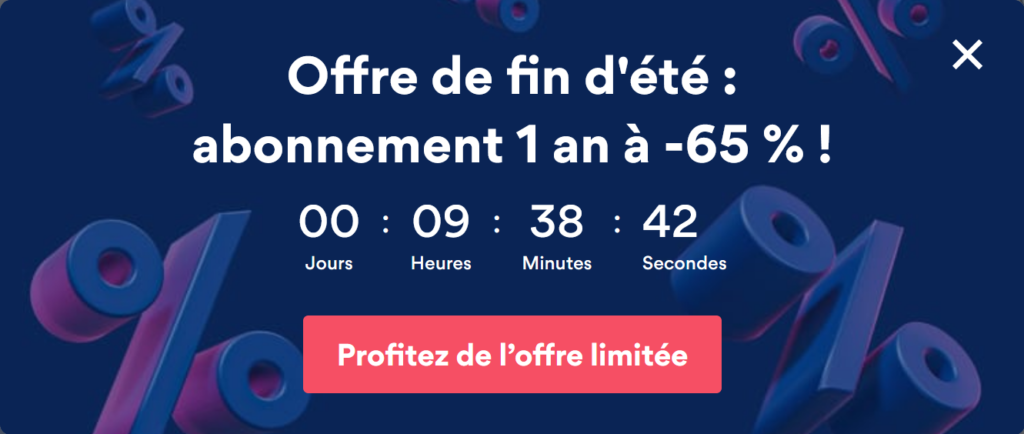 Offre de fin d'été :
abonnement 1 an à -65 % !
00 : 09 : 38 : 42
Jours Heures Minutes Secondes
Profitez de l’offre limitée